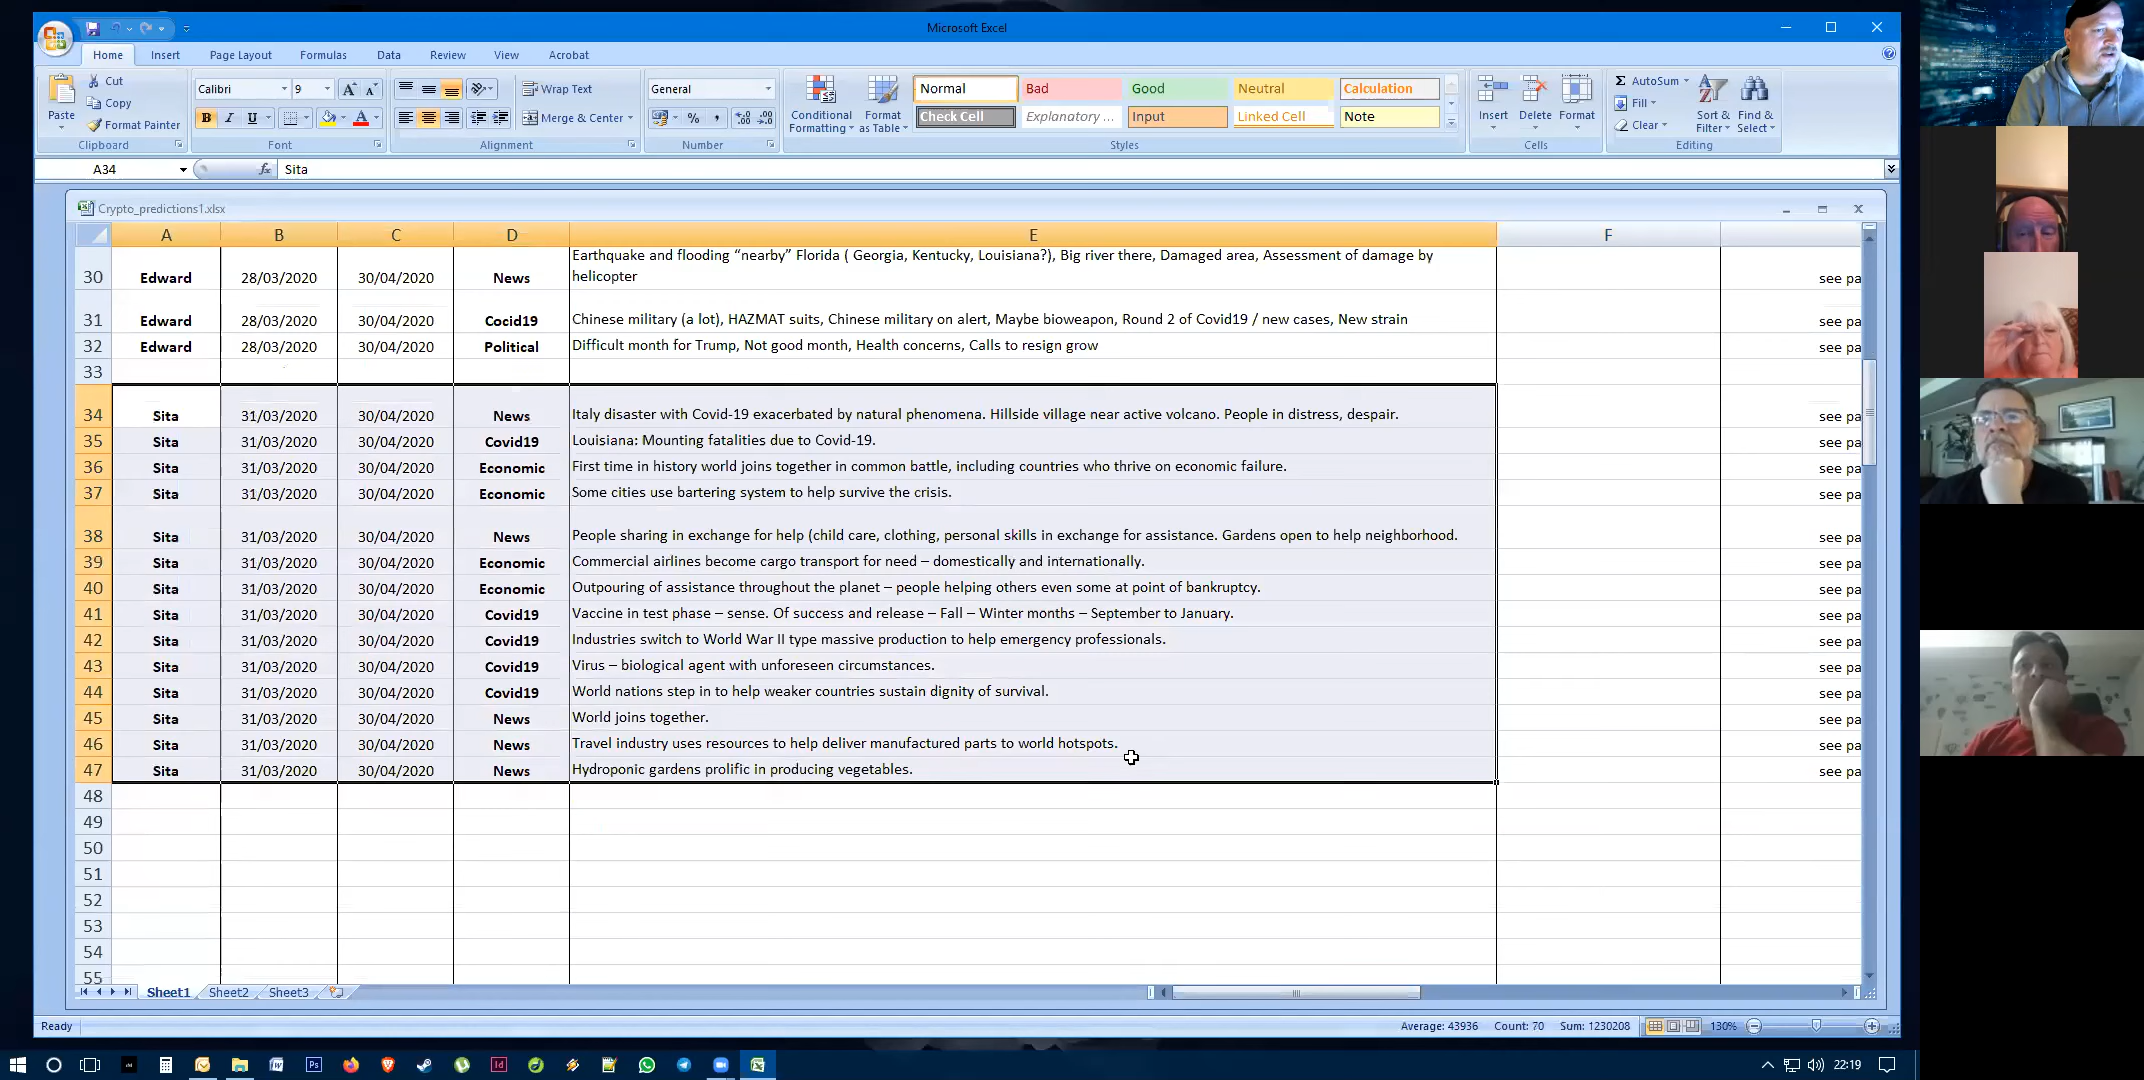 Microsoft Excel
Home Insert Page Layout Formulas Data Review View Acrobat
Paste
Cut
Copy
Format Painter
Clipboard
Calibri 9
Font
Wrap Text
Merge & Center
Alignment
General
Number
Conditional Formatting
Format as Table
Normal Bad Good Neutral Calculation
Check Cell Explanatory ... Input Linked Cell Note
Styles
Insert Delete Format
Cells
AutoSum
Fill
Clear
Sort & Filter
Find & Select
Editing
A34 fx Sita
Crypto_predictions1.xlsx
A B C D E F
30 Edward 28/03/2020 30/04/2020 News Earthquake and flooding “nearby” Florida ( Georgia, Kentucky, Louisiana?), Big river there, Damaged area, Assessment of damage by
helicopter see pa
31 Edward 28/03/2020 30/04/2020 Cocid19 Chinese military (a lot), HAZMAT suits, Chinese military on alert, Maybe bioweapon, Round 2 of Covid19 / new cases, New strain see pa
32 Edward 28/03/2020 30/04/2020 Political Difficult month for Trump, Not good month, Health concerns, Calls to resign grow see pa
33
34 Sita 31/03/2020 30/04/2020 News Italy disaster with Covid-19 exacerbated by natural phenomena. Hillside village near active volcano. People in distress, despair. see pa
35 Sita 31/03/2020 30/04/2020 Covid19 Louisiana: Mounting fatalities due to Covid-19. see pa
36 Sita 31/03/2020 30/04/2020 Economic First time in history world joins together in common battle, including countries who thrive on economic failure. see pa
37 Sita 31/03/2020 30/04/2020 Economic Some cities use bartering system to help survive the crisis. see pa
38 Sita 31/03/2020 30/04/2020 News People sharing in exchange for help (child care, clothing, personal skills in exchange for assistance. Gardens open to help neighborhood. see pa
39 Sita 31/03/2020 30/04/2020 Economic Commercial airlines become cargo transport for need – domestically and internationally. see pa
40 Sita 31/03/2020 30/04/2020 Economic Outpouring of assistance throughout the planet – people helping others even some at point of bankruptcy. see pa
41 Sita 31/03/2020 30/04/2020 Covid19 Vaccine in test phase – sense. Of success and release – Fall – Winter months – September to January. see pa
42 Sita 31/03/2020 30/04/2020 Covid19 Industries switch to World War II type massive production to help emergency professionals. see pa
43 Sita 31/03/2020 30/04/2020 Covid19 Virus – biological agent with unforeseen circumstances. see pa
44 Sita 31/03/2020 30/04/2020 Covid19 World nations step in to help weaker countries sustain dignity of survival. see pa
45 Sita 31/03/2020 30/04/2020 News World joins together. see pa
46 Sita 31/03/2020 30/04/2020 News Travel industry uses resources to help deliver manufactured parts to world hotspots. see pa
47 Sita 31/03/2020 30/04/2020 News Hydroponic gardens prolific in producing vegetables. see pa
48
49
50
51
52
53
54
55
Sheet1 Sheet2 Sheet3
Ready Average: 43936 Count: 70 Sum: 1230208 130%
22:19